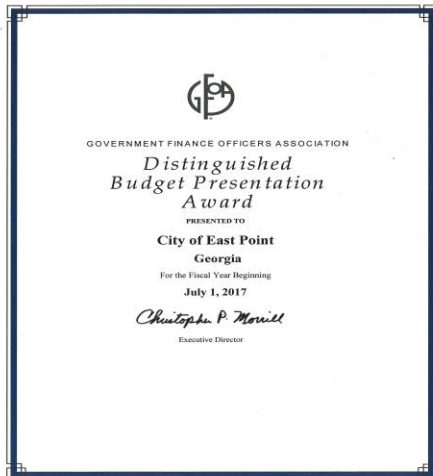 GFOA
GOVERNMENT FINANCE OFFICERS ASSOCIATION
Distinguished
Budget Presentation
Award
PRESENTED TO
City of East Point
Georgia
For the Fiscal Year Beginning
July 1, 2017
Christopher P. Morrill
Executive Director